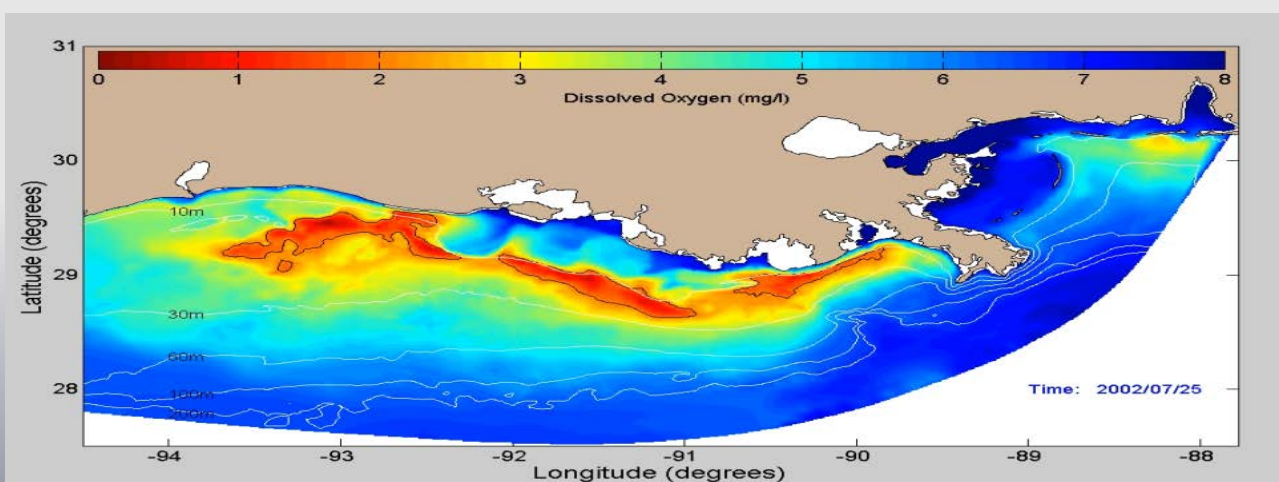 31
0 1 2 3 4 5 6 7 8
Dissolved Oxygen (mg/l)
30
10m
29
30m
60m
28
100m
200m
Time: 2002/07/25
Latitude (degrees)
-94 -93 -92 -91 -90 -89 -88
Longitude (degrees)